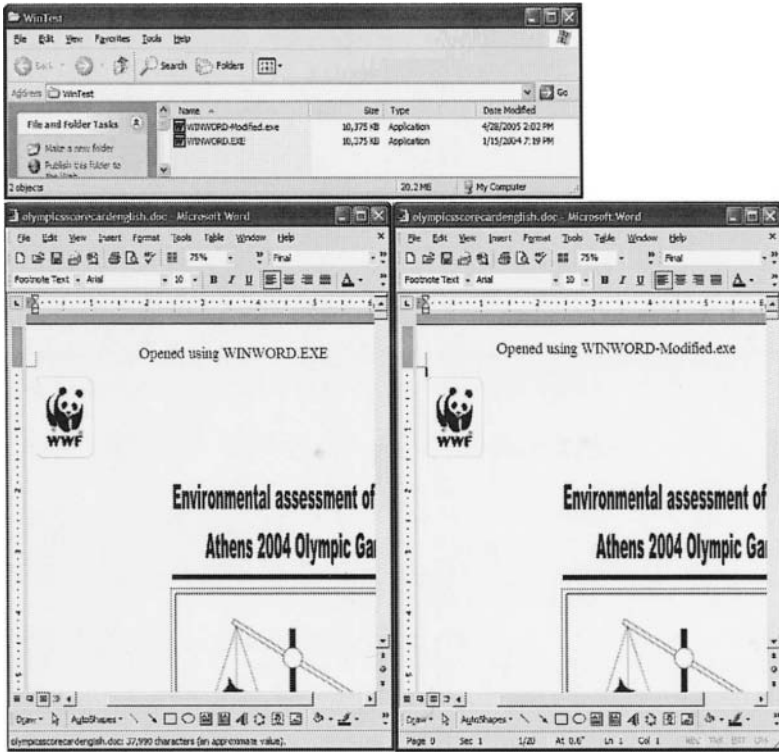 WinTest
File Edit View Favorites Tools Help
Back Search Folders
Address WinTest Go
Name Size Type Date Modified
File and Folder Tasks
WINWORD-Modified.exe 10,375 KB Application 4/28/2005 2:02 PM
WINWORD.EXE 10,375 KB Application 1/15/2004 7:19 PM
Make a new folder
Publish this folder to
the Web
2 objects 20.2 MB My Computer
olympicsscorecardenglish.doc - Microsoft Word
File Edit View Insert Format Tools Table Window Help
75% Final
Footnote Text Arial 10 B I U A
Opened using WINWORD.EXE
WWF
Environmental assessment of
Athens 2004 Olympic Gar
Draw AutoShapes
olympicsscorecardenglish.doc: 37,990 characters (an approximate value).
olympicsscorecardenglish.doc - Microsoft Word
File Edit View Insert Format Tools Table Window Help
75% Final
Footnote Text Arial 10 B I U A
Opened using WINWORD-Modified.exe
WWF
Environmental assessment of
Athens 2004 Olympic Gar
Draw AutoShapes
Page 0 Sec 1 1/20 At 0.6" Ln 1 Col 1 REC TRK EXT OVR